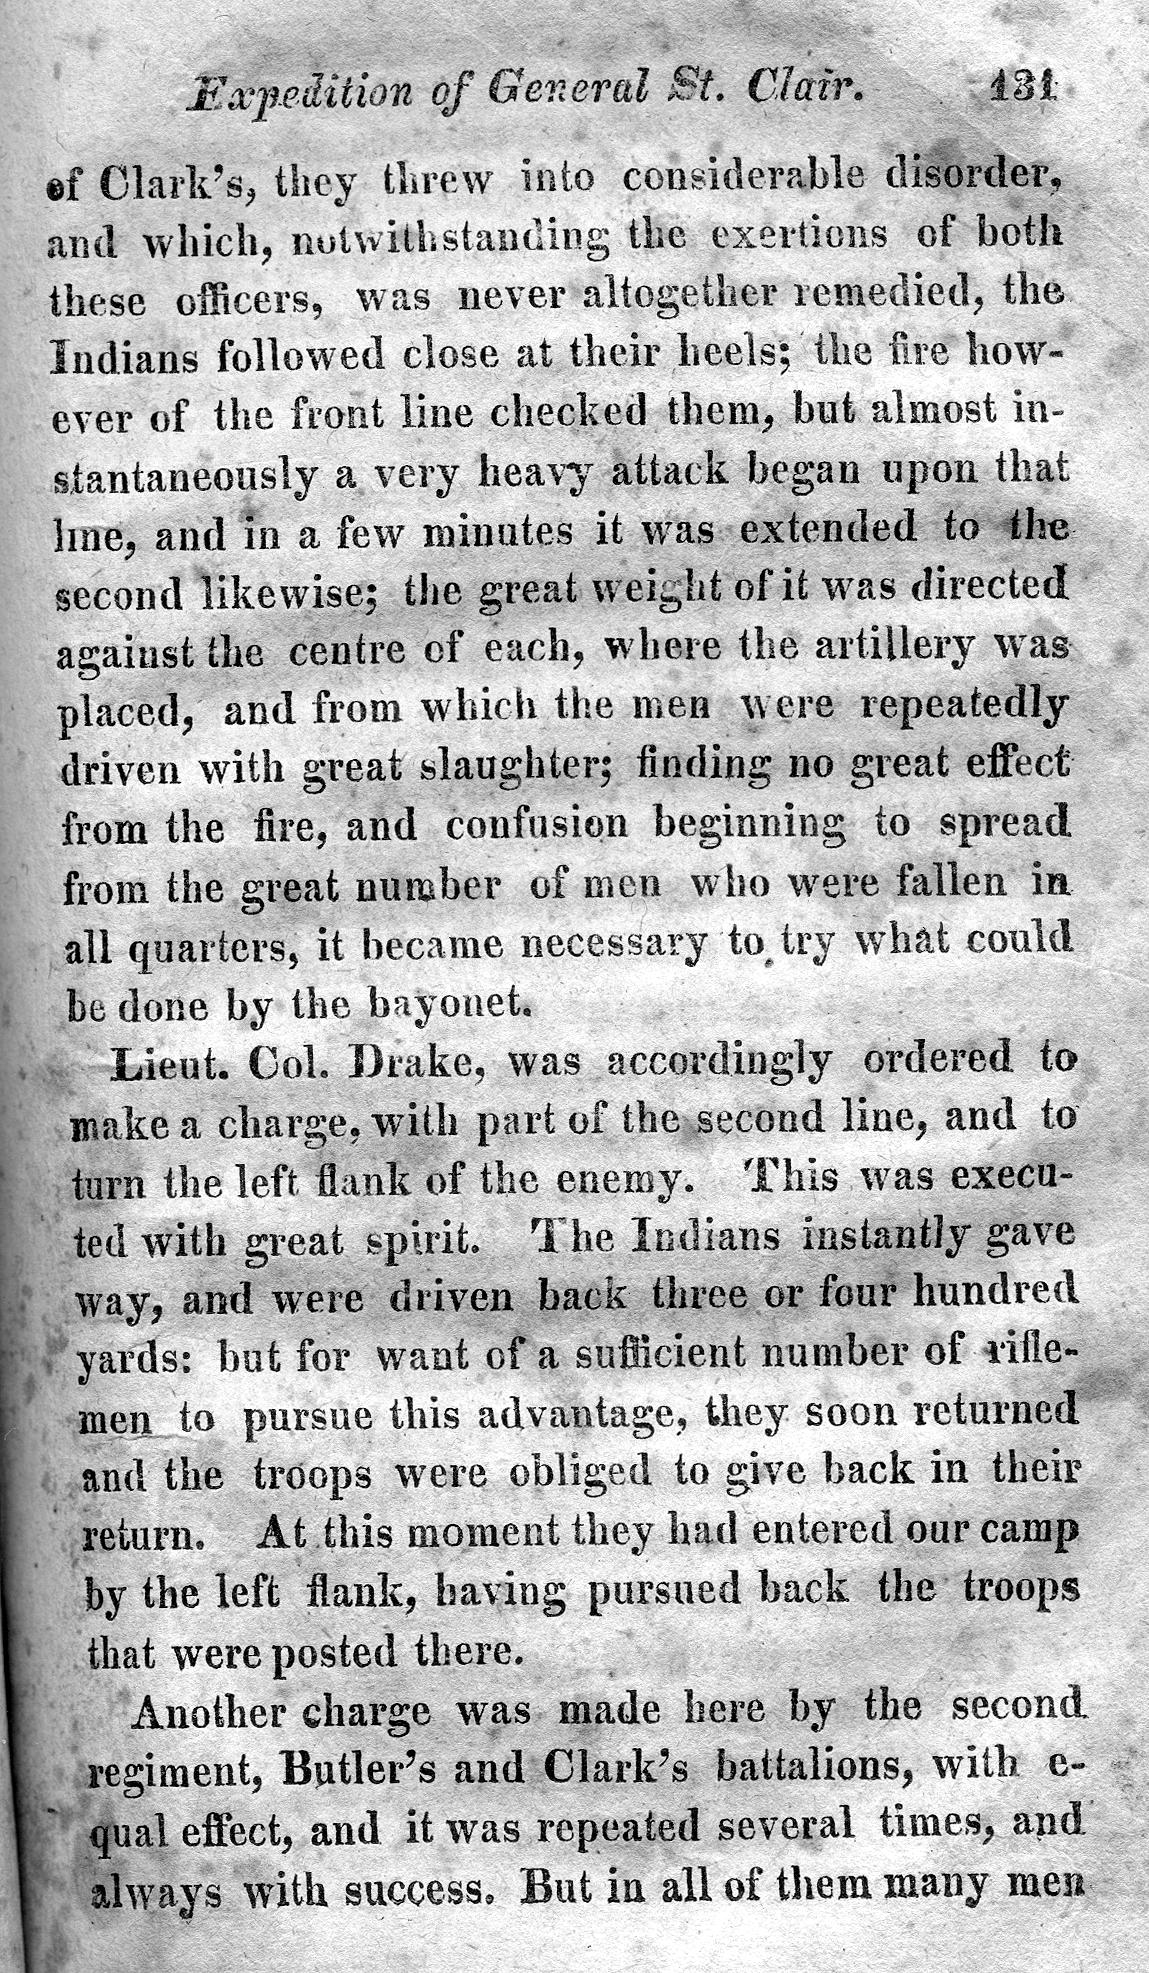 Expedition of General St. Clair. 131
of Clark's, they threw into considerable disorder,
and which, notwithstanding the exertions of both
these officers, was never altogether remedied, the
Indians followed close at their heels; the fire how-
ever of the front line checked them, but almost in-
stantaneously a very heavy attack began upon that
line, and in a few minutes it was extended to the
second likewise; the great weight of it was directed
against the centre of each, where the artillery was
placed, and from which the men were repeatedly
driven with great slaughter; finding no great effect
from the fire, and confusion beginning to spread
from the great number of men who were fallen in
all quarters, it became necessary to try what could
be done by the bayonet.
Lieut. Col. Drake, was accordingly ordered to
make a charge, with part of the second line, and to
turn the left flank of the enemy. This was execu-
ted with great spirit. The Indians instantly gave
way, and were driven back three or four hundred
yards: but for want of a sufficient number of rifle-
men to pursue this advantage, they soon returned
and the troops were obliged to give back in their
return. At this moment they had entered our camp
by the left flank, having pursued back the troops
that were posted there.
Another charge was made here by the second
regiment, Butler's and Clark's battalions, with e-
qual effect, and it was repeated several times, and
always with success. But in all of them many men